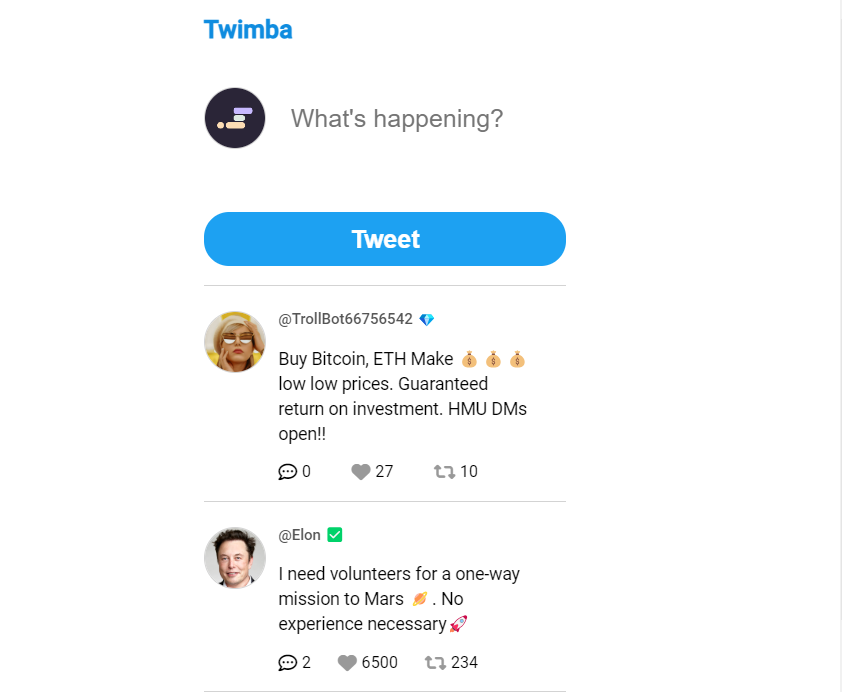 Twimba
What's happening?
Tweet
@TrollBot66756542 💎
Buy Bitcoin, ETH Make 💰 💰 💰
low low prices. Guaranteed
return on investment. HMU DMs
open!!
0 27 10
@Elon ✅
I need volunteers for a one-way
mission to Mars 🪐 . No
experience necessary🚀
2 6500 234